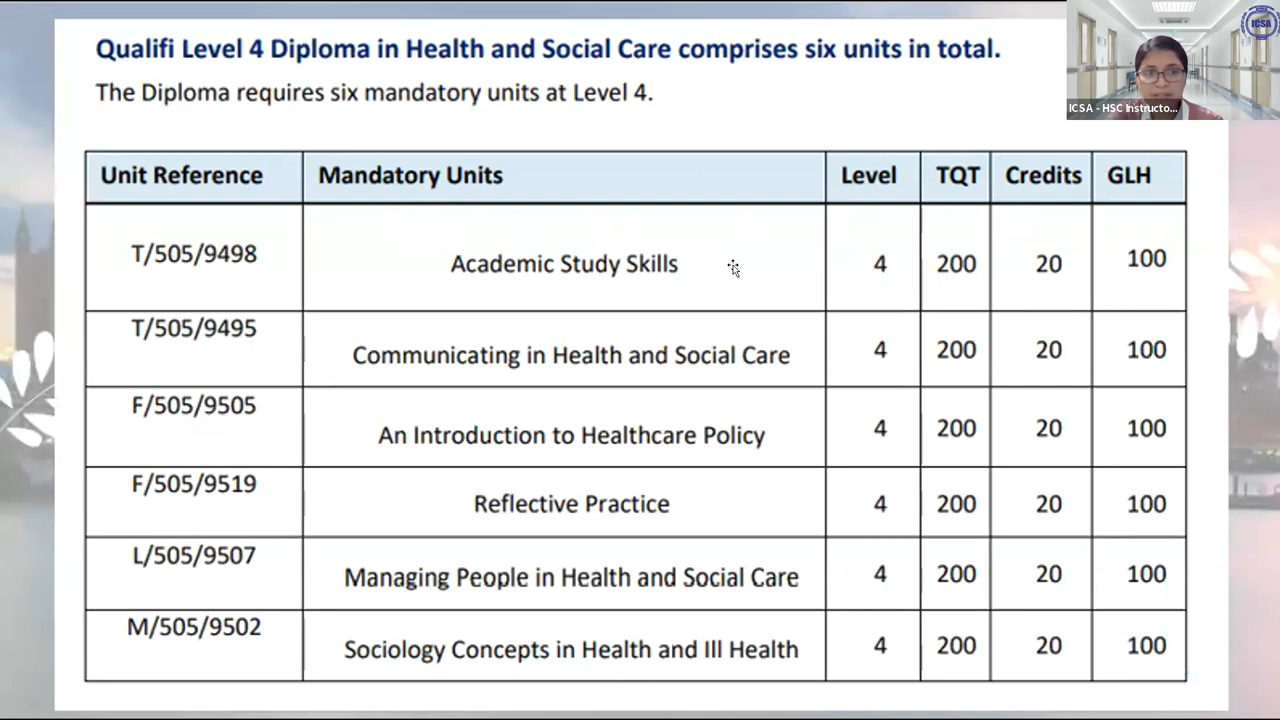 Qualifi Level 4 Diploma in Health and Social Care comprises six units in total.
The Diploma requires six mandatory units at Level 4.
ICSA
ICSA - HSC Instructo...
Unit Reference Mandatory Units Level TQT Credits GLH
T/505/9498 Academic Study Skills 4 200 20 100
T/505/9495 Communicating in Health and Social Care 4 200 20 100
F/505/9505 An Introduction to Healthcare Policy 4 200 20 100
F/505/9519 Reflective Practice 4 200 20 100
L/505/9507 Managing People in Health and Social Care 4 200 20 100
M/505/9502 Sociology Concepts in Health and Ill Health 4 200 20 100